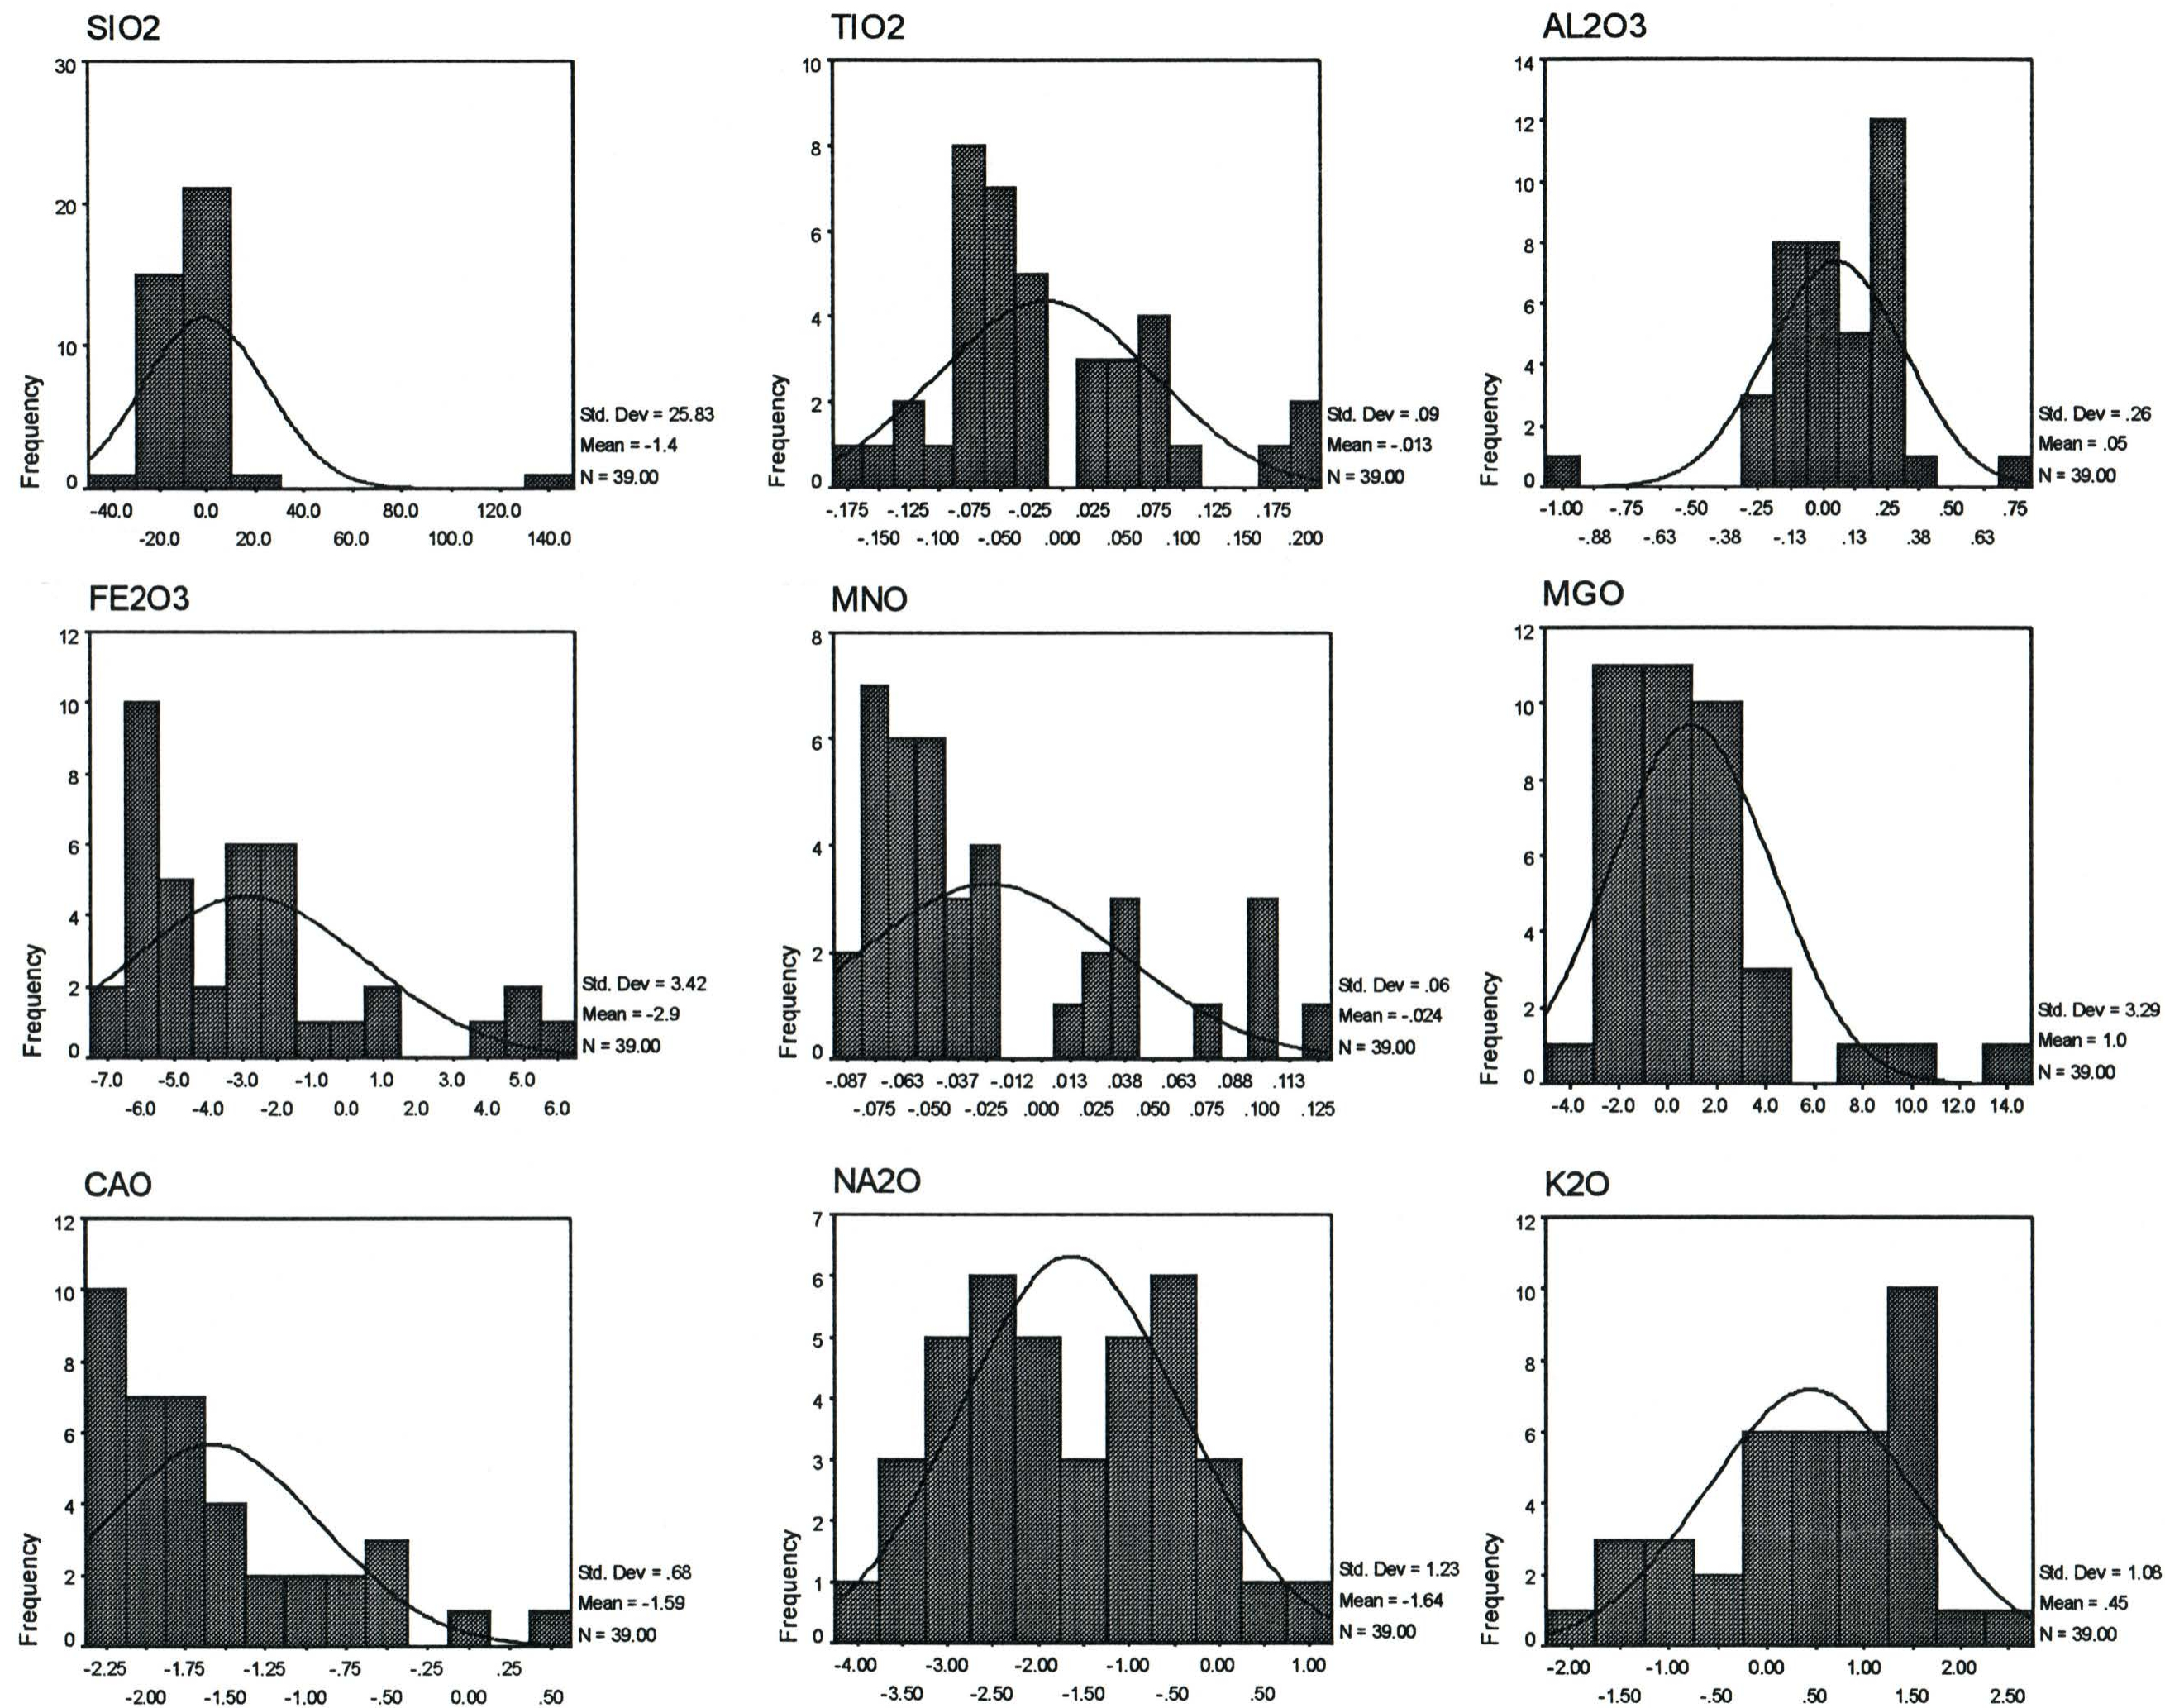 SIO2
30
20
10
0
Frequency
-40.0 0.0 40.0 80.0 120.0
-20.0 20.0 60.0 100.0 140.0
Std. Dev = 25.83
Mean = -1.4
N = 39.00
TIO2
10
8
6
4
2
0
Frequency
-.175 -.125 -.075 -.025 .025 .075 .125 .175
-.150 -.100 -.050 .000 .050 .100 .150 .200
Std. Dev = .09
Mean = -.013
N = 39.00
AL2O3
14
12
10
8
6
4
2
0
Frequency
-1.00 -.75 -.50 -.25 0.00 .25 .50 .75
-.88 -.63 -.38 -.13 .13 .38 .63
Std. Dev = .26
Mean = .05
N = 39.00
FE2O3
12
10
8
6
4
2
0
Frequency
-7.0 -5.0 -3.0 -1.0 1.0 3.0 5.0
-6.0 -4.0 -2.0 0.0 2.0 4.0 6.0
Std. Dev = 3.42
Mean = -2.9
N = 39.00
MNO
8
6
4
2
0
Frequency
-.087 -.063 -.037 -.012 .013 .038 .063 .088 .113
-.075 -.050 -.025 .000 .025 .050 .075 .100 .125
Std. Dev = .06
Mean = -.024
N = 39.00
MGO
12
10
8
6
4
2
0
Frequency
-4.0 -2.0 0.0 2.0 4.0 6.0 8.0 10.0 12.0 14.0
Std. Dev = 3.29
Mean = 1.0
N = 39.00
CAO
12
10
8
6
4
2
0
Frequency
-2.25 -1.75 -1.25 -.75 -.25 .25
-2.00 -1.50 -1.00 -.50 0.00 .50
Std. Dev = .68
Mean = -1.59
N = 39.00
NA2O
7
6
5
4
3
2
1
0
Frequency
-4.00 -3.00 -2.00 -1.00 0.00 1.00
-3.50 -2.50 -1.50 -.50 .50
Std. Dev = 1.23
Mean = -1.64
N = 39.00
K2O
12
10
8
6
4
2
0
Frequency
-2.00 -1.00 0.00 1.00 2.00
-1.50 -.50 .50 1.50 2.50
Std. Dev = 1.08
Mean = .45
N = 39.00